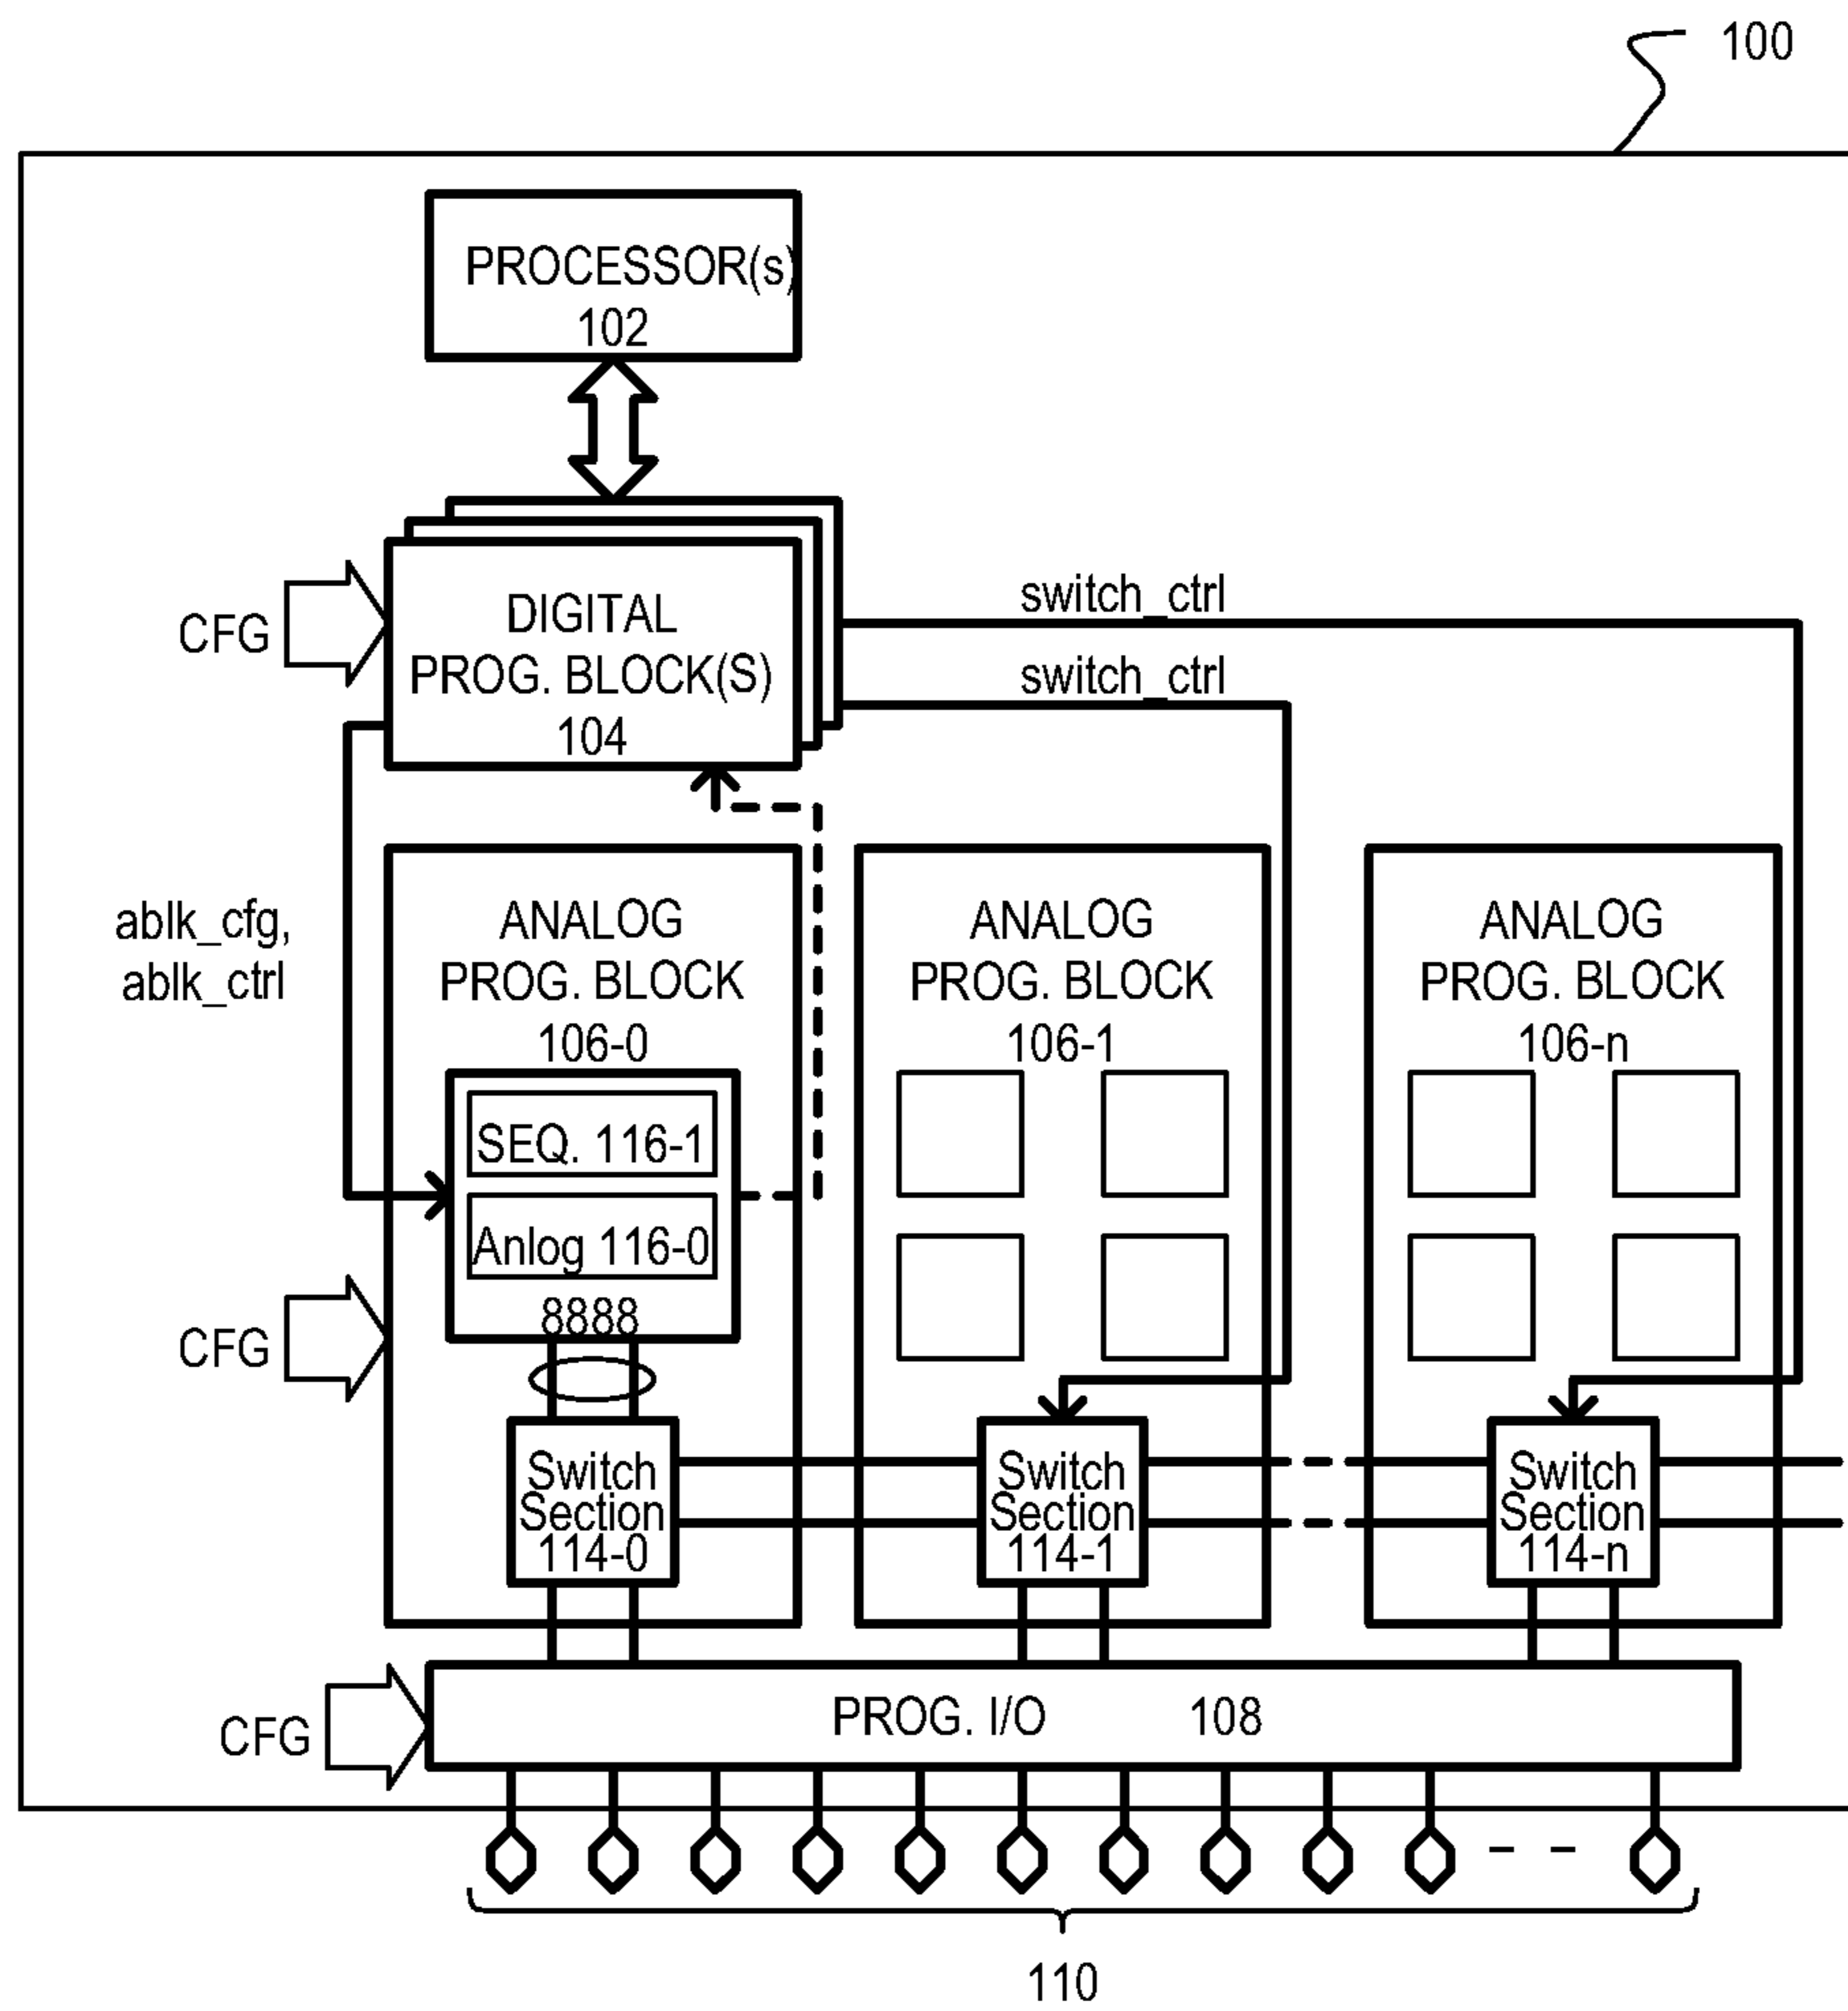 100
PROCESSOR(s)
102
switch_ctrl
CFG
DIGITAL
PROG. BLOCK(S)
104
switch_ctrl
ablk_cfg,
ablk_ctrl
ANALOG
PROG. BLOCK
106-0
ANALOG
PROG. BLOCK
106-1
ANALOG
PROG. BLOCK
106-n
SEQ. 116-1
Anlog 116-0
8888
CFG
Switch
Section
114-0
Switch
Section
114-1
Switch
Section
114-n
CFG
PROG. I/O 108
110